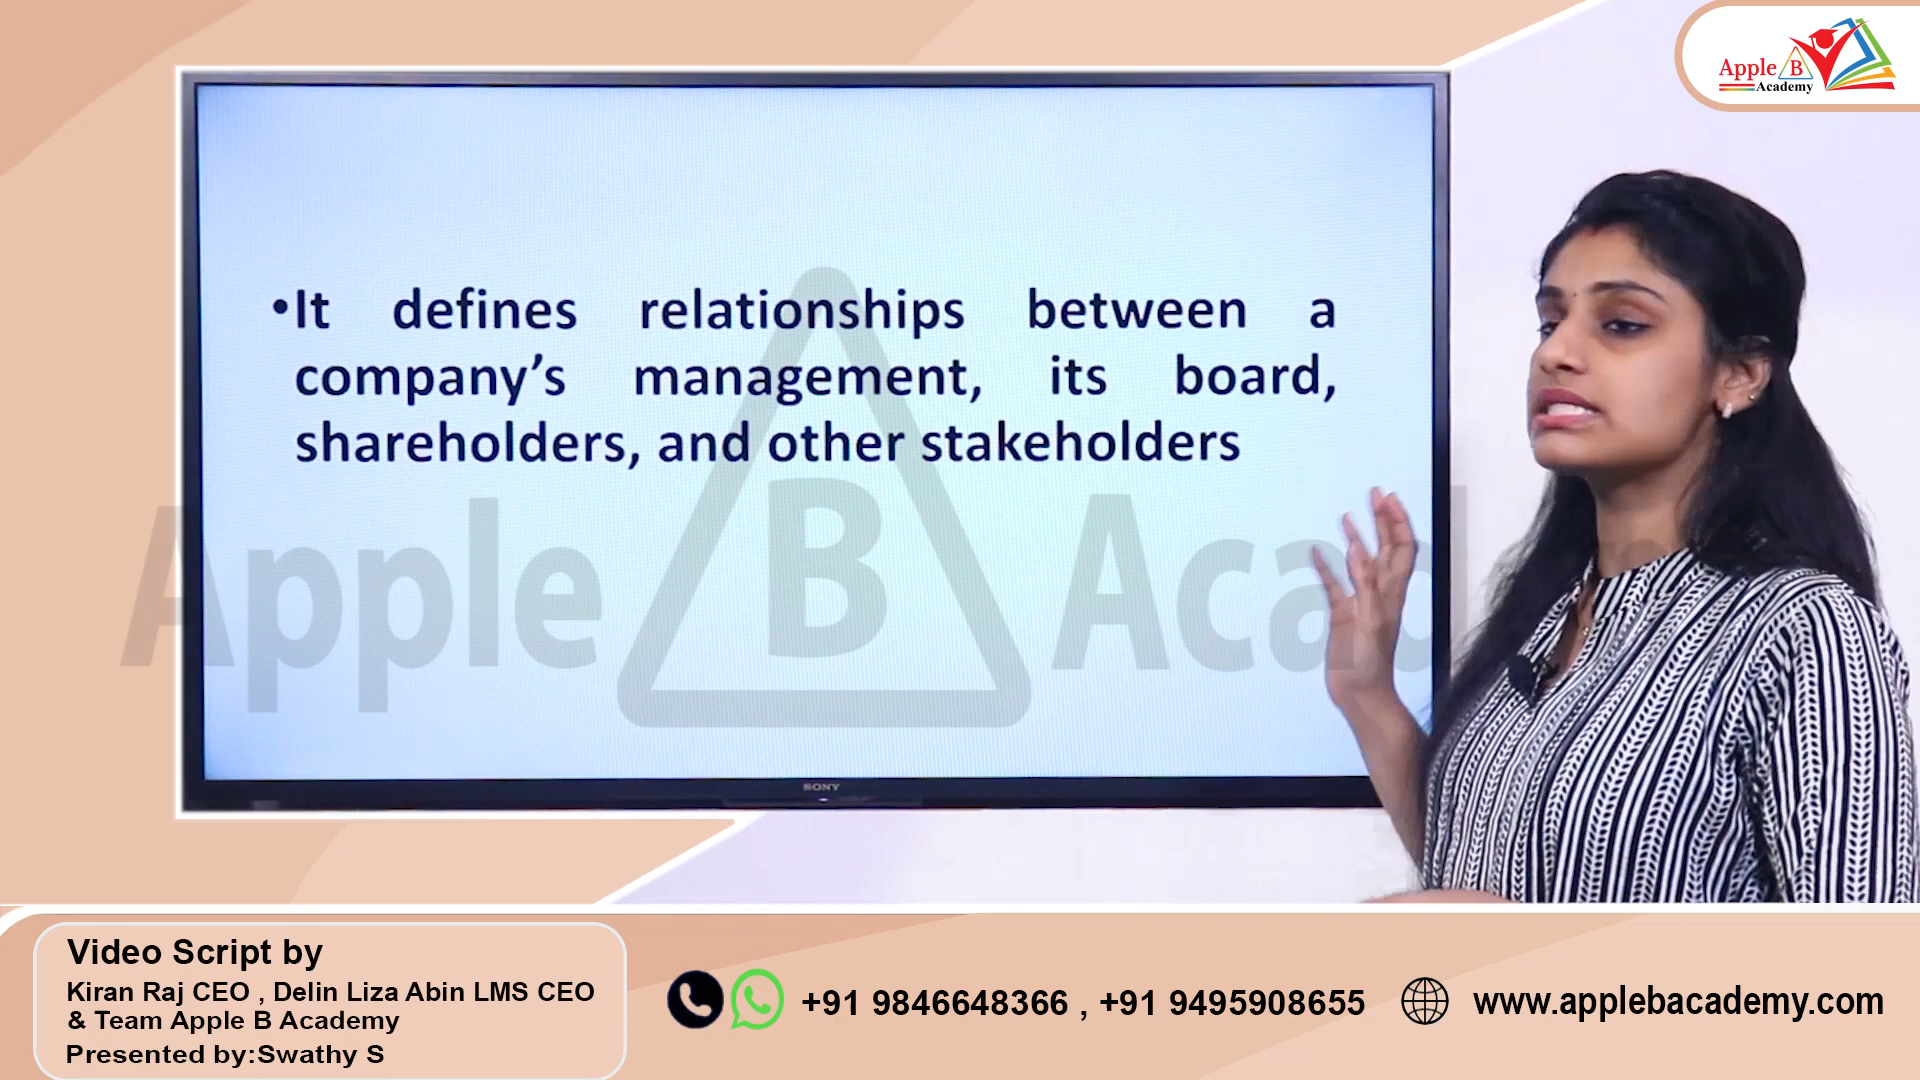 Apple B
Academy
•It defines relationships between a
company's management, its board,
shareholders, and other stakeholders
Apple B Acad
SONY
Video Script by
Kiran Raj CEO , Delin Liza Abin LMS CEO
& Team Apple B Academy
Presented by:Swathy S
+91 9846648366 , +91 9495908655
www.applebacademy.com